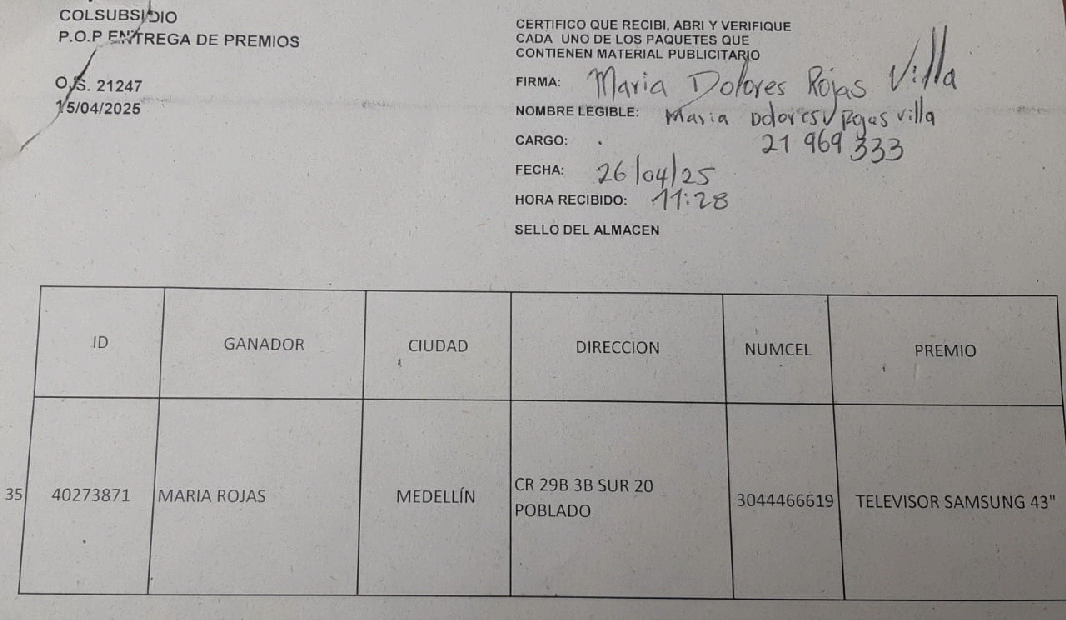 COLSUBSIDIO
P.O.P ENTREGA DE PREMIOS
O.S. 21247
15/04/2025
CERTIFICO QUE RECIBI, ABRI Y VERIFIQUE
CADA UNO DE LOS PAQUETES QUE
CONTIENEN MATERIAL PUBLICITARIO
FIRMA: Maria Dolores Rojas Villa
NOMBRE LEGIBLE: Maria Dolores Rojas Villa
CARGO: 21 969 333
FECHA: 26/04/25
HORA RECIBIDO: 11:28
SELLO DEL ALMACEN
ID GANADOR CIUDAD DIRECCION NUMCEL PREMIO
35 40273871 MARIA ROJAS MEDELLÍN CR 29B 3B SUR 20 3044466619 TELEVISOR SAMSUNG 43"
POBLADO